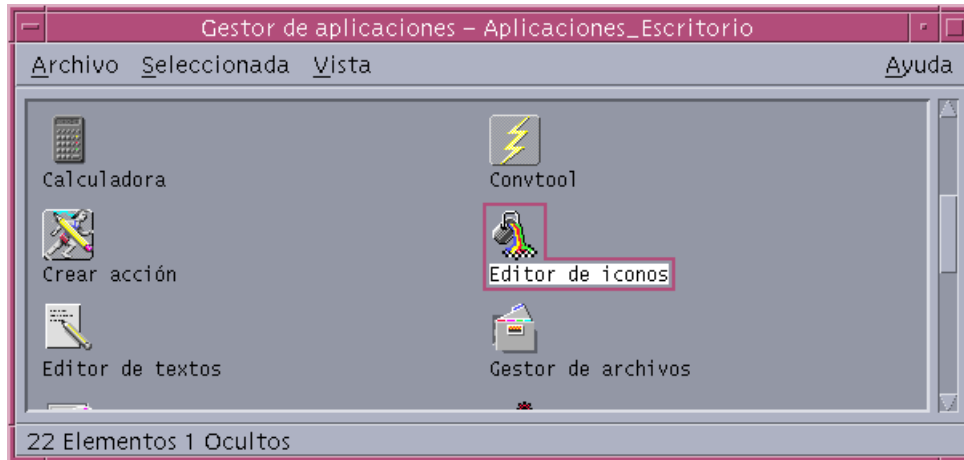 Gestor de aplicaciones – Aplicaciones_Escritorio
Archivo Seleccionada Vista Ayuda
Calculadora
Convtool
Crear acción
Editor de iconos
Editor de textos
Gestor de archivos
22 Elementos 1 Ocultos